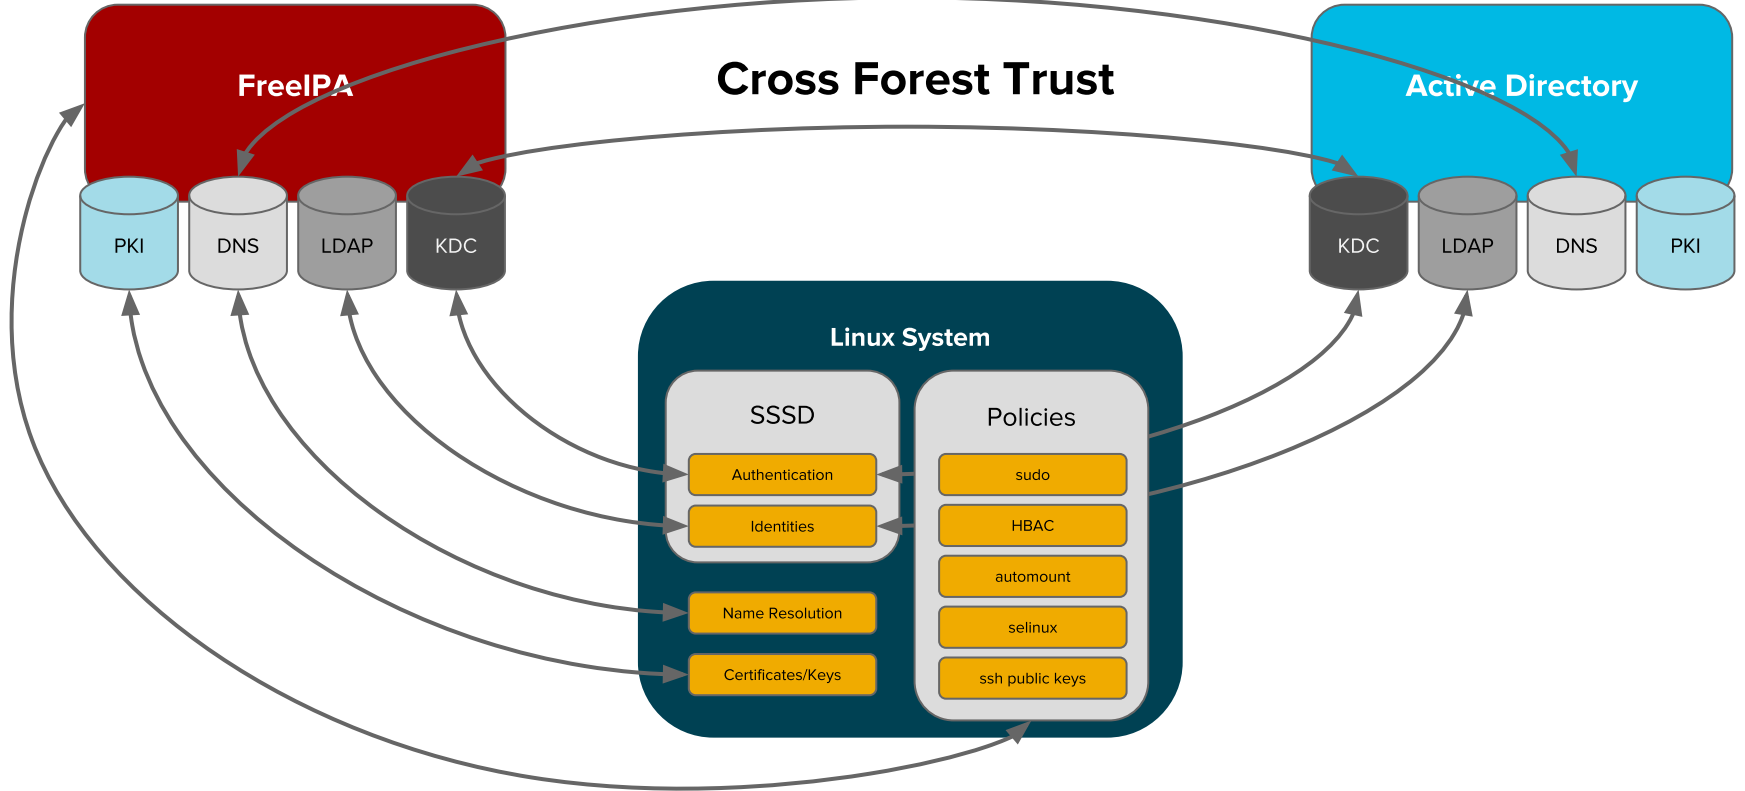 Cross Forest Trust
FreeIPA
PKI
DNS
LDAP
KDC
Active Directory
KDC
LDAP
DNS
PKI
Linux System
SSSD
Authentication
Identities
Name Resolution
Certificates/Keys
Policies
sudo
HBAC
automount
selinux
ssh public keys